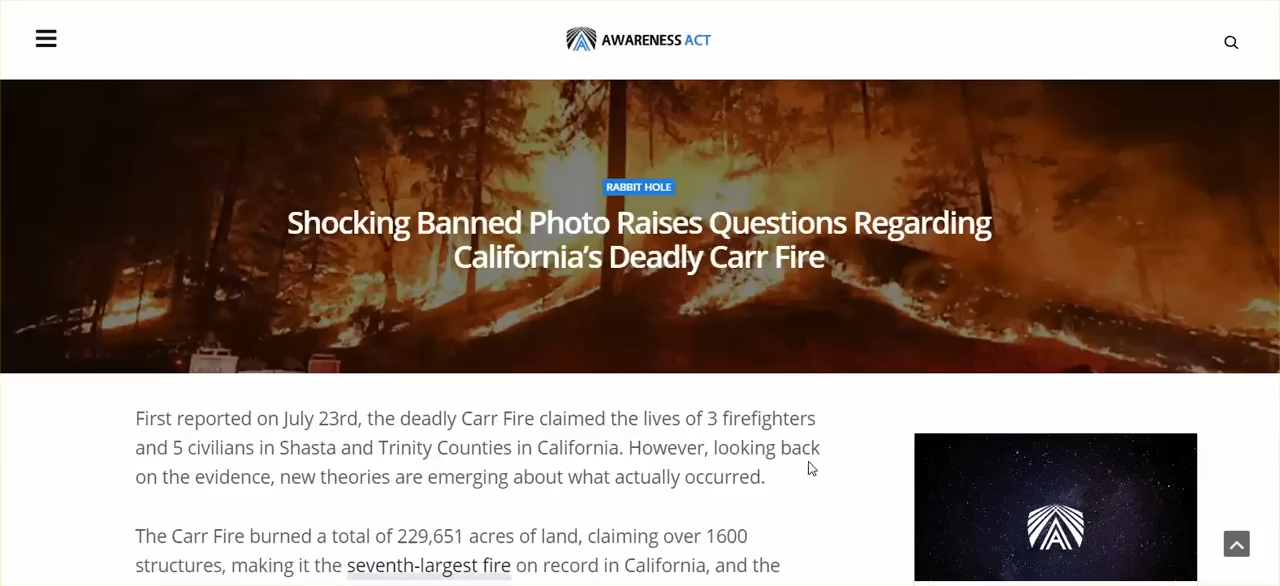 AWARENESS ACT
RABBIT HOLE
Shocking Banned Photo Raises Questions Regarding
California's Deadly Carr Fire
First reported on July 23rd, the deadly Carr Fire claimed the lives of 3 firefighters
and 5 civilians in Shasta and Trinity Counties in California. However, looking back
on the evidence, new theories are emerging about what actually occurred.
The Carr Fire burned a total of 229,651 acres of land, claiming over 1600
structures, making it the seventh-largest fire on record in California, and the